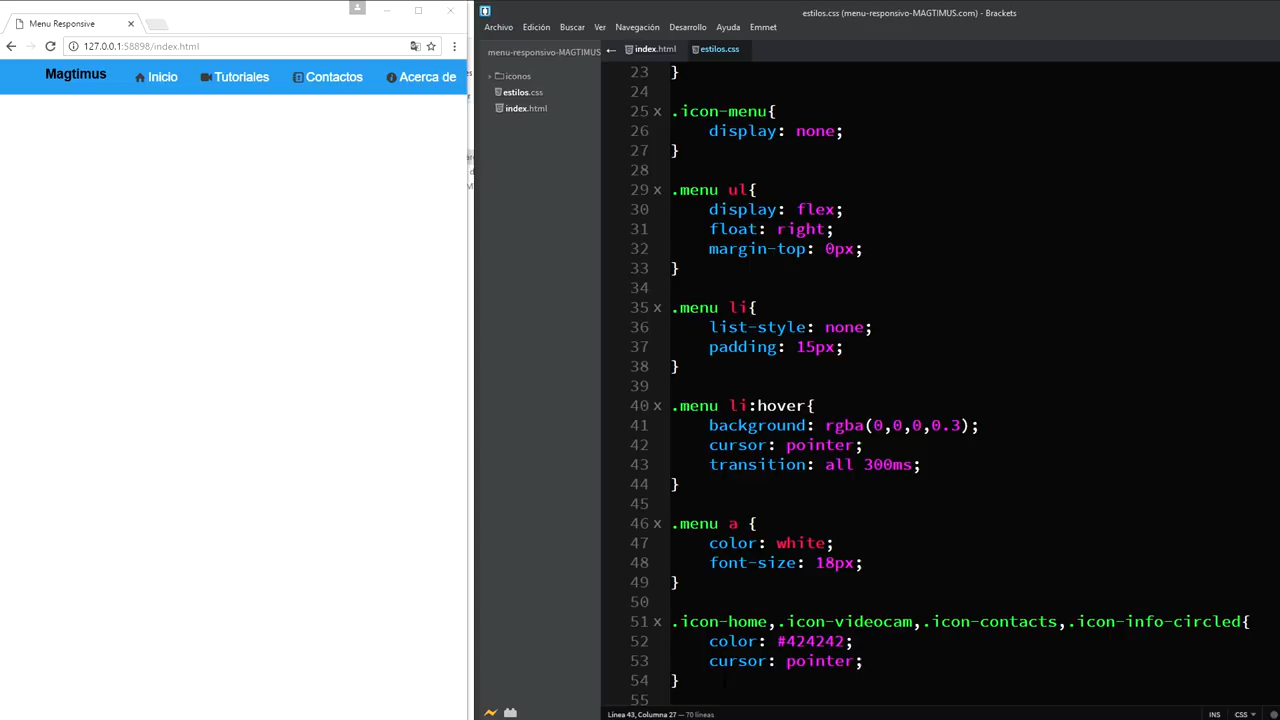 Menu Responsive
127.0.0.1:58898/index.html
Magtimus
Inicio
Tutoriales
Contactos
Acerca de
estilos.css (menu-responsivo-MAGTIMUS.com) - Brackets
Archivo Edición Buscar Ver Navegación Desarrollo Ayuda Emmet
menu-responsivo-MAGTIMUS
iconos
estilos.css
index.html
index.html
estilos.css
23 }
24
25 .icon-menu{
26 display: none;
27 }
28
29 .menu ul{
30 display: flex;
31 float: right;
32 margin-top: 0px;
33 }
34
35 .menu li{
36 list-style: none;
37 padding: 15px;
38 }
39
40 .menu li:hover{
41 background: rgba(0,0,0,0.3);
42 cursor: pointer;
43 transition: all 300ms;
44 }
45
46 .menu a {
47 color: white;
48 font-size: 18px;
49 }
50
51 .icon-home,.icon-videocam,.icon-contacts,.icon-info-circled{
52 color: #424242;
53 cursor: pointer;
54 }
55
Línea 43, Columna 27 — 70 líneas
INS
CSS